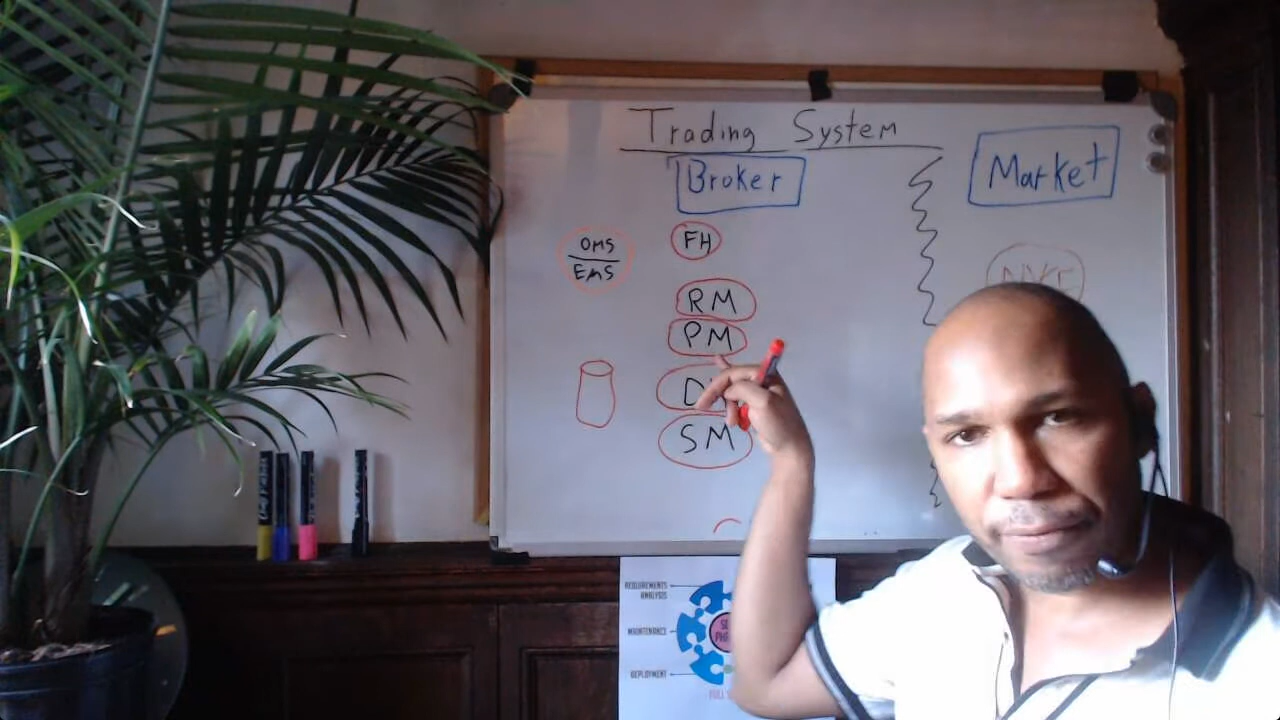 Trading System
Broker
Market
OMS
EMS
FH
RM
PM
D
SM
REQUIREMENTS
ANALYSIS
MAINTENANCE
DEPLOYMENT